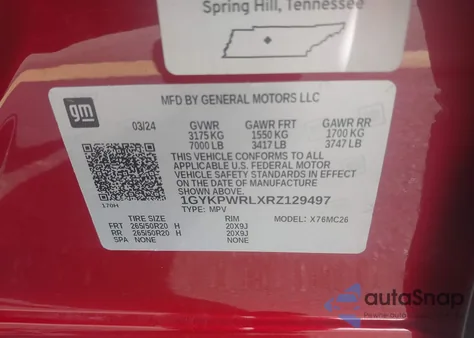 Spring Hill, Tennessee
gm
MFD BY GENERAL MOTORS LLC
03/24 GVWR GAWR FRT GAWR RR
3175 KG 1550 KG 1700 KG
7000 LB 3417 LB 3747 LB
THIS VEHICLE CONFORMS TO ALL
APPLICABLE U.S. FEDERAL MOTOR
VEHICLE SAFETY STANDARDS IN EFFECT
ON THE DATE OF MANUFACTURE
SHOWN ABOVE.
1GYKPWRLXRZ129497
170H TYPE: MPV MODEL: X76MC26
TIRE SIZE RIM
FRT 265/50R20 H 20X9J
RR 265/50R20 H 20X9J
SPA NONE NONE
autoSnap